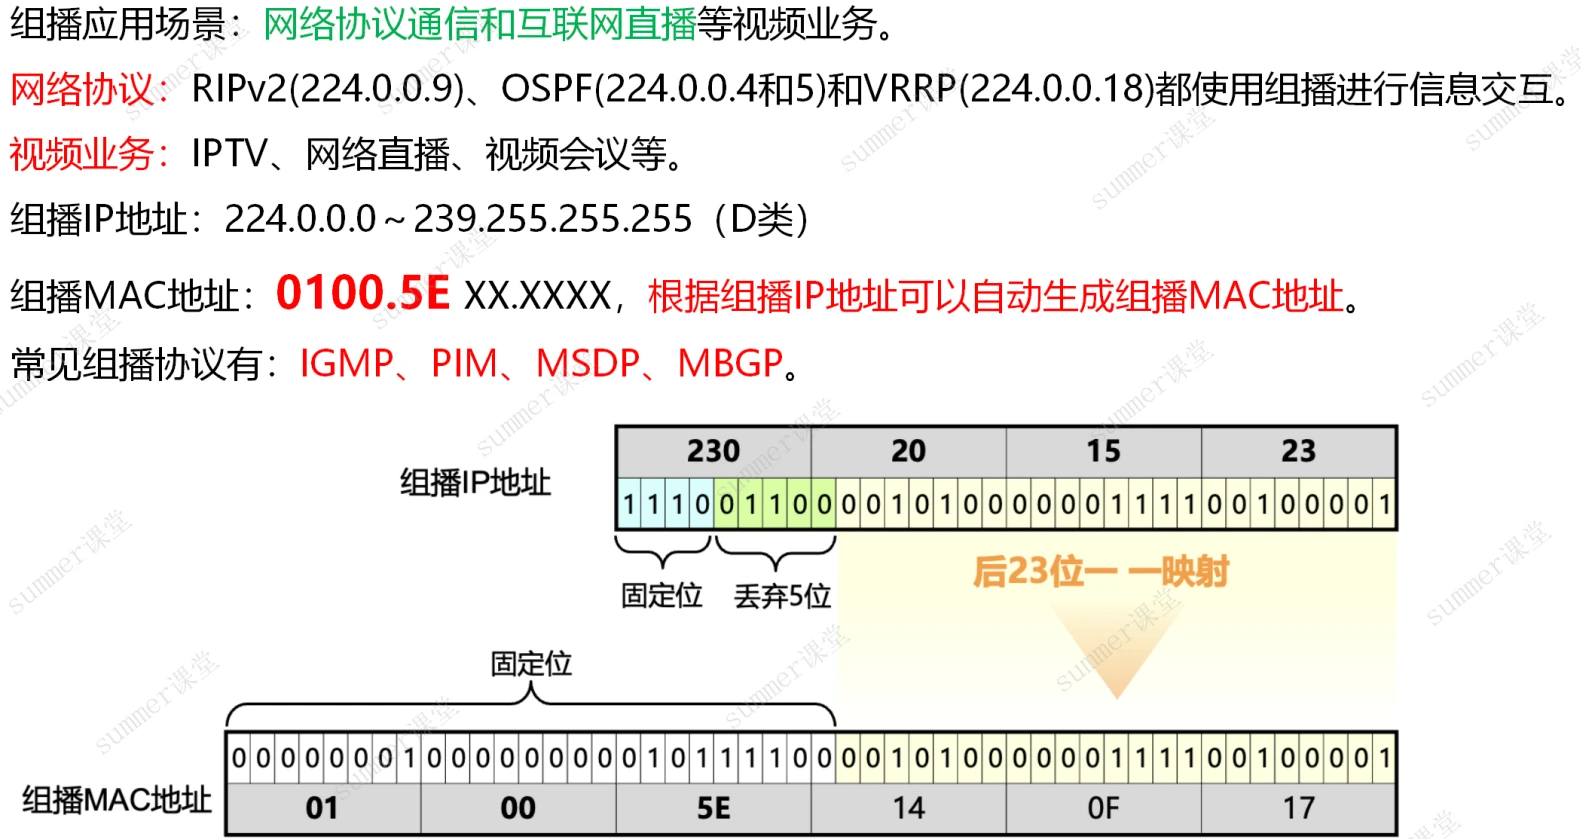 组播应用场景：网络协议通信和互联网直播等视频业务。
网络协议：RIPv2(224.0.0.9)、OSPF(224.0.0.4和5)和VRRP(224.0.0.18)都使用组播进行信息交互。
视频业务：IPTV、网络直播、视频会议等。
组播IP地址：224.0.0.0～239.255.255.255（D类）
组播MAC地址：0100.5E XX.XXXX，根据组播IP地址可以自动生成组播MAC地址。
常见组播协议有：IGMP、PIM、MSDP、MBGP。
230 20 15 23
组播IP地址
1 1 1 0 0 1 1 0 0 0 0 1 0 1 0 0 0 0 0 0 1 1 1 1 0 0 1 0 0 0 0 1
固定位 丢弃5位 后23位一 一映射
固定位
0 0 0 0 0 0 0 1 0 0 0 0 0 0 0 0 0 1 0 1 1 1 1 0 0 0 0 1 0 1 0 0 0 0 0 0 1 1 1 1 0 0 1 0 0 0 0 1
组播MAC地址
01 00 5E 14 0F 17
summer课堂